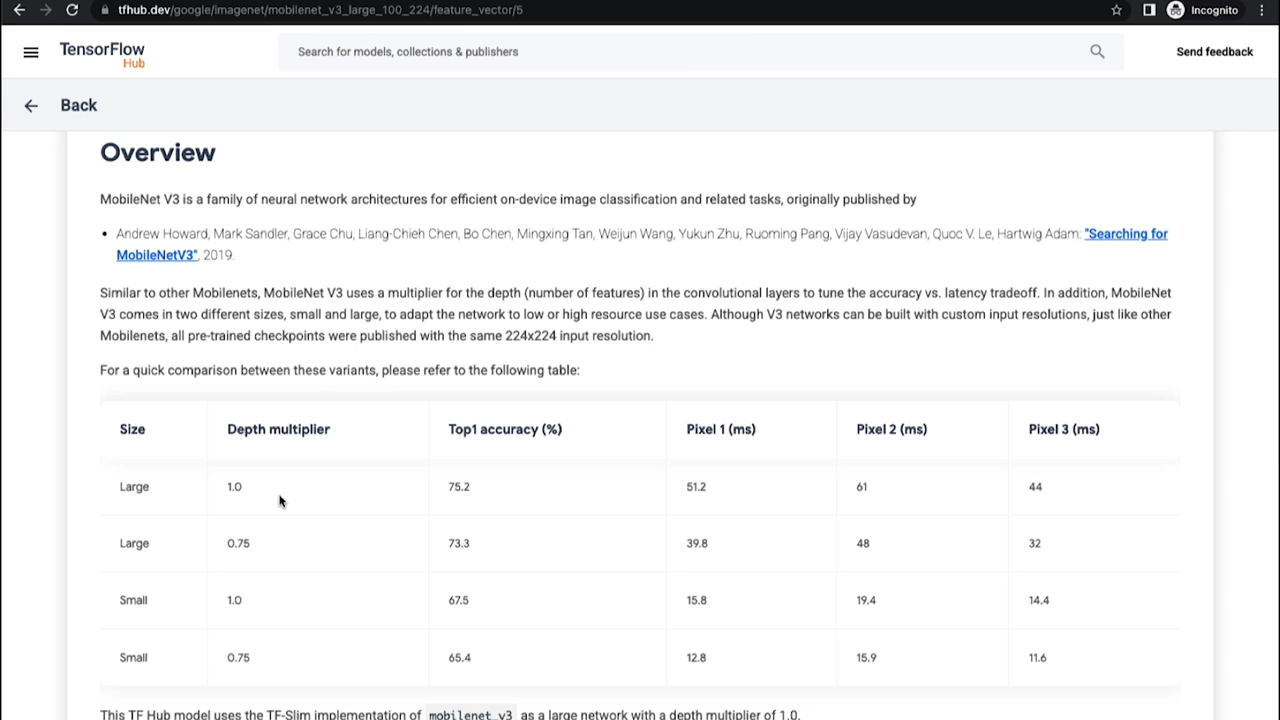 tfhub.dev/google/imagenet/mobilenet_v3_large_100_224/feature_vector/5
Incognito
TensorFlow
Hub
Search for models, collections & publishers
Send feedback
Back
Overview
MobileNet V3 is a family of neural network architectures for efficient on-device image classification and related tasks, originally published by
• Andrew Howard, Mark Sandler, Grace Chu, Liang-Chieh Chen, Bo Chen, Mingxing Tan, Weijun Wang, Yukun Zhu, Ruoming Pang, Vijay Vasudevan, Quoc V. Le, Hartwig Adam: "Searching for
MobileNetV3", 2019.
Similar to other Mobilenets, MobileNet V3 uses a multiplier for the depth (number of features) in the convolutional layers to tune the accuracy vs. latency tradeoff. In addition, MobileNet
V3 comes in two different sizes, small and large, to adapt the network to low or high resource use cases. Although V3 networks can be built with custom input resolutions, just like other
Mobilenets, all pre-trained checkpoints were published with the same 224x224 input resolution.
For a quick comparison between these variants, please refer to the following table:
Size Depth multiplier Top1 accuracy (%) Pixel 1 (ms) Pixel 2 (ms) Pixel 3 (ms)
Large 1.0 75.2 51.2 61 44
Large 0.75 73.3 39.8 48 32
Small 1.0 67.5 15.8 19.4 14.4
Small 0.75 65.4 12.8 15.9 11.6
This TF Hub model uses the TF-Slim implementation of mobilenet_v3 as a large network with a depth multiplier of 1.0.